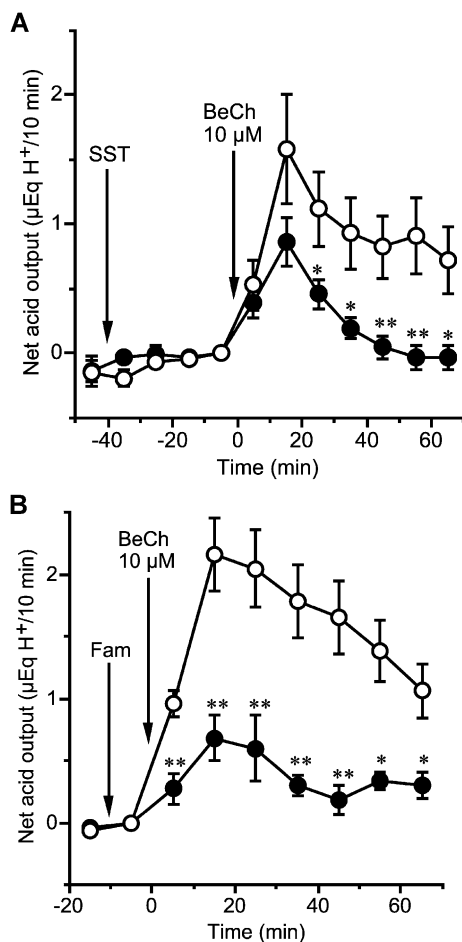 A
Net acid output (µEq H+/10 min)
2
1
0
SST
BeCh
10 µM
*
*
**
**
*
-40
-20
0
20
40
60
Time (min)
B
Net acid output (µEq H+/10 min)
2
1
0
Fam
BeCh
10 µM
**
**
**
**
**
*
*
-20
0
20
40
60
Time (min)